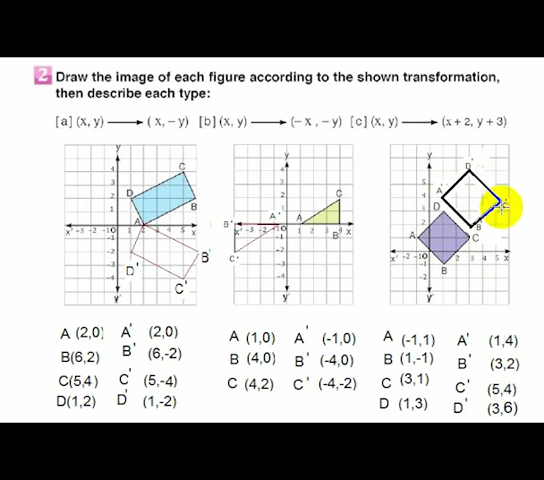 2 Draw the image of each figure according to the shown transformation,
then describe each type:
[a] (x, y) ⟶ (x, – y) [b] (x, y) ⟶ (– x , – y) [c] (x, y) ⟶ (x + 2, y + 3)
A (2,0) A' (2,0)
B(6,2) B' (6,-2)
C(5,4) C' (5,-4)
D(1,2) D' (1,-2)
A (1,0) A' (-1,0)
B (4,0) B' (-4,0)
C (4,2) C' (-4,-2)
A (-1,1) A' (1,4)
B (1,-1) B' (3,2)
C (3,1) C' (5,4)
D (1,3) D' (3,6)